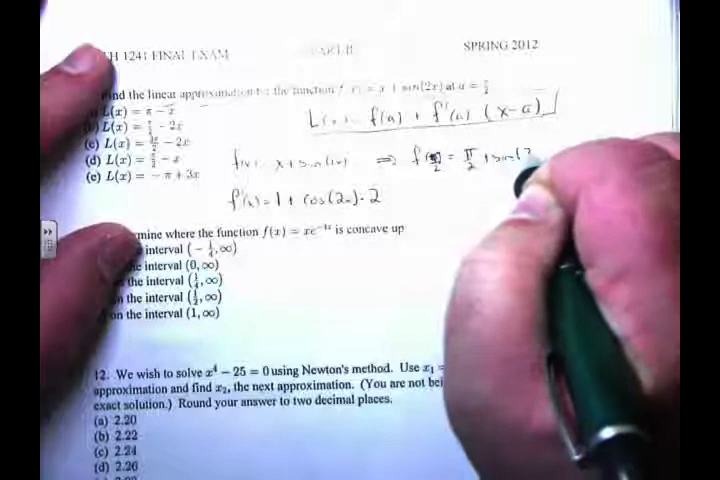 H 1241 FINAL EXAM PART II SPRING 2012
ind the linear approximation for the function f(x) = x + sin(2x) at a = π/2
L(x) = π − x
L(x) = π/2 − 2x
(c) L(x) = 3π/2 − 2x
(d) L(x) = π/2 − x
(e) L(x) = −π + 3x
L(x) = f(a) + f'(a) (x-a)
f(x) = x + sin(2x) ⟹ f(π/2) = π/2 + sin(2
f'(x) = 1 + cos(2x) · 2
mine where the function f(x) = xe is concave up
interval (−1/4, ∞)
e interval (0, ∞)
the interval (1/4, ∞)
n the interval (1/2, ∞)
on the interval (1, ∞)
12. We wish to solve x⁴ − 25 = 0 using Newton's method. Use x₁ =
approximation and find x₂, the next approximation. (You are not bei
exact solution.) Round your answer to two decimal places.
(a) 2.20
(b) 2.22
(c) 2.24
(d) 2.26